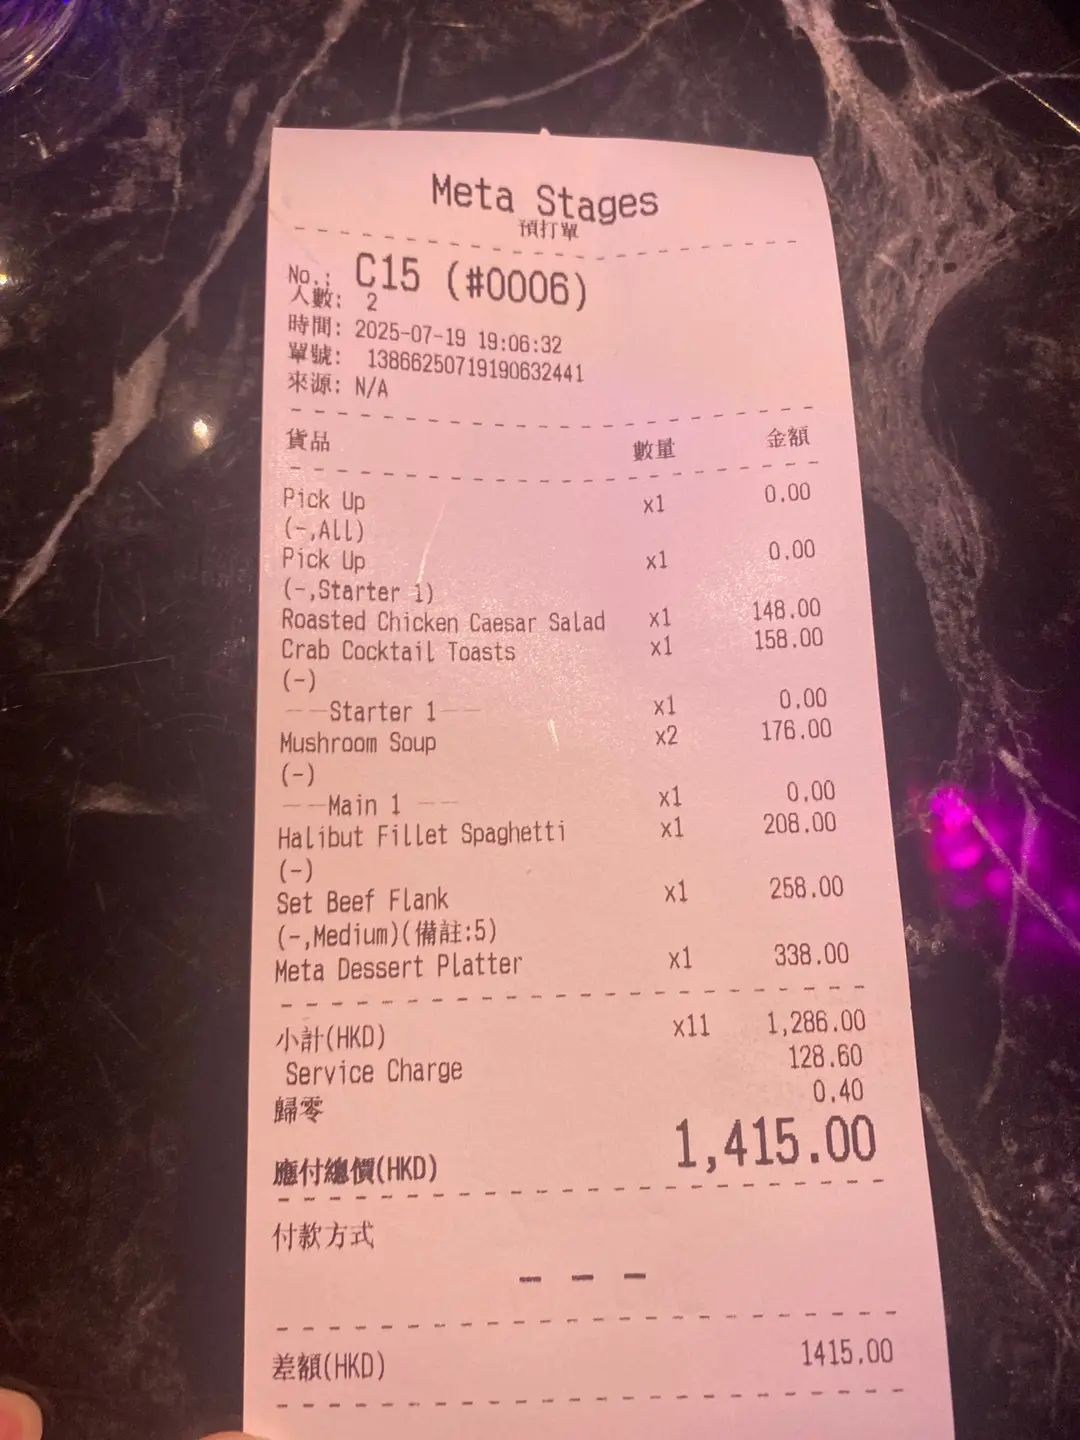 Meta Stages
預打單
No.: C15 (#0006)
人數: 2
時間: 2025-07-19 19:06:32
單號: 13866250719190632441
來源: N/A
貨品 數量 金額
Pick Up x1 0.00
(-,All)
Pick Up x1 0.00
(-,Starter 1)
Roasted Chicken Caesar Salad x1 148.00
Crab Cocktail Toasts x1 158.00
(-)
——Starter 1—— x1 0.00
Mushroom Soup x2 176.00
(-)
——Main 1 —— x1 0.00
Halibut Fillet Spaghetti x1 208.00
(-)
Set Beef Flank x1 258.00
(-,Medium)(備註:5)
Meta Dessert Platter x1 338.00
小計(HKD) x11 1,286.00
Service Charge 128.60
歸零 0.40
應付總價(HKD) 1,415.00
付款方式
– – –
差額(HKD) 1415.00